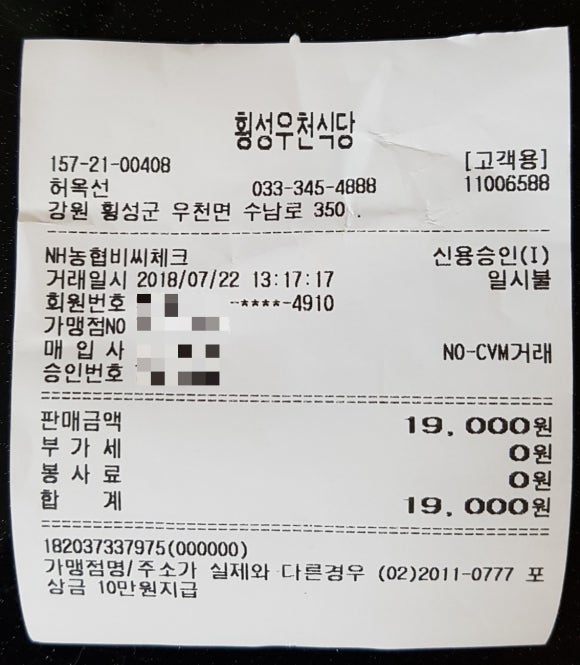 횡성우천식당
157-21-00408 [고객용]
허옥선 033-345-4888 11006588
강원 횡성군 우천면 수남로 350 .
NH농협비씨체크 신용승인(I)
거래일시 2018/07/22 13:17:17 일시불
회원번호 -****-4910
가맹점NO
매 입 사 NO-CVM거래
승인번호
판매금액 19,000원
부 가 세 0원
봉 사 료 0원
합 계 19,000원
182037337975(000000)
가맹점명/주소가 실제와 다른경우 (02)2011-0777 포
상금 10만원지급